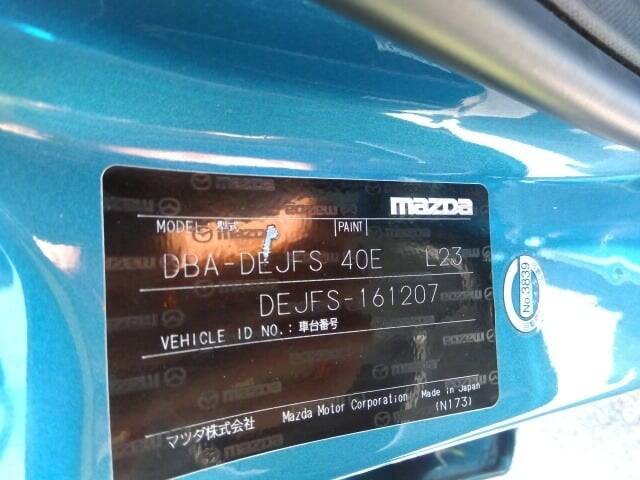 mazda
MODEL 型式 PAINT
DBA-DEJFS 40E L23
DEJFS-161207
VEHICLE ID NO.:車台番号
マツダ株式会社 Mazda Motor Corporation Made in Japan
(N173)
No.3839